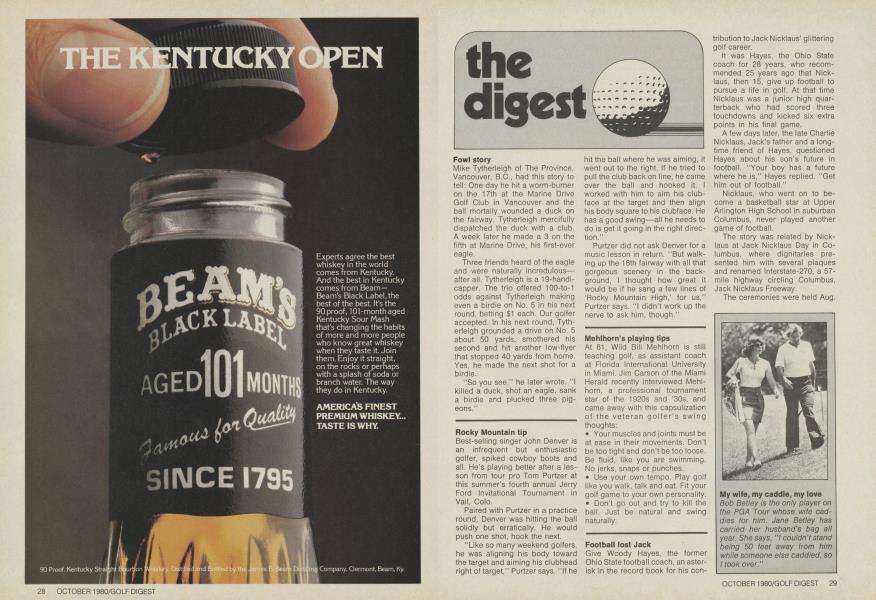 THE KENTUCKY OPEN
Experts agree the best
whiskey in the world
comes from Kentucky.
And the best in Kentucky
comes from Beam—
Beam's Black Label, the
best of the best. It's the
90 proof, 101-month aged
Kentucky Sour Mash
that's changing the habits
of more and more people
who know great whiskey
when they taste it. Join
them. Enjoy it straight,
on the rocks or perhaps
with a splash of soda or
branch water. The way
they do in Kentucky.
AMERICA'S FINEST
PREMIUM WHISKEY...
TASTE IS WHY.
BEAM'S
BLACK LABEL
AGED 101 MONTHS
Famous for Quality
SINCE 1795
90 Proof. Kentucky Straight Bourbon Whiskey. Distilled and Bottled by the James B. Beam Distilling Company, Clermont, Beam, Ky.
28 OCTOBER 1980/GOLF DIGEST
the
digest
Fowl story
Mike Tytherleigh of The Province,
Vancouver, B.C., had this story to
tell: One day he hit a worm-burner
on the 17th at the Marine Drive
Golf Club in Vancouver and the
ball mortally wounded a duck on
the fairway. Tytherleigh mercifully
dispatched the duck with a club.
A week later he made a 3 on the
fifth at Marine Drive, his first-ever
eagle.
Three friends heard of the eagle
and were naturally incredulous—
after all, Tytherleigh is a 19-handi-
capper. The trio offered 100-to-1
odds against Tytherleigh making
even a birdie on No. 5 in his next
round, betting $1 each. Our golfer
accepted. In his next round, Tyth-
erleigh grounded a drive on No. 5
about 50 yards, smothered his
second and hit another low-flyer
that stopped 40 yards from home.
Yes, he made the next shot for a
birdie.
"So you see," he later wrote, "I
killed a duck, shot an eagle, sank
a birdie and plucked three pig-
eons."
Rocky Mountain tip
Best-selling singer John Denver is
an infrequent but enthusiastic
golfer, spiked cowboy boots and
all. He's playing better after a les-
son from tour pro Tom Purtzer at
this summer's fourth annual Jerry
Ford Invitational Tournament in
Vail, Colo.
Paired with Purtzer in a practice
round, Denver was hitting the ball
solidly but erratically. He would
push one shot, hook the next.
"Like so many weekend golfers,
he was aligning his body toward
the target and aiming his clubhead
right of target," Purtzer says. "If he
hit the ball where he was aiming, it
went out to the right. If he tried to
pull the club back on line, he came
over the ball and hooked it. I
worked with him to aim his club-
face at the target and then align
his body square to his clubface. He
has a good swing—all he needs to
do is get it going in the right direc-
tion."
Purtzer did not ask Denver for a
music lesson in return. "But walk-
ing up the 18th fairway with all that
gorgeous scenery in the back-
ground, I thought how great it
would be if he sang a few lines of
'Rocky Mountain High,' for us,"
Purtzer says. "I didn't work up the
nerve to ask him, though."
Mehlhorn's playing tips
At 81, Wild Bill Mehlhorn is still
teaching golf, as assistant coach
at Florida International University
in Miami. Jim Carson of the Miami
Herald recently interviewed Mehl-
horn, a professional tournament
star of the 1920s and '30s, and
came away with this capsulization
of the veteran golfer's swing
thoughts:
• Your muscles and joints must be
at ease in their movements. Don't
be too tight and don't be too loose.
Be fluid, like you are swimming.
No jerks, snaps or punches.
• Use your own tempo. Play golf
like you walk, talk and eat. Fit your
golf game to your own personality.
• Don't go out and try to kill the
ball. Just be natural and swing
naturally.
Football lost Jack
Give Woody Hayes, the former
Ohio State football coach, an aster-
isk in the record book for his con-
tribution to Jack Nicklaus' glittering
golf career.
It was Hayes, the Ohio State
coach for 28 years, who recom-
mended 25 years ago that Nick-
laus, then 15, give up football to
pursue a life in golf. At that time
Nicklaus was a junior high quar-
terback who had scored three
touchdowns and kicked six extra
points in his final game.
A few days later, the late Charlie
Nicklaus, Jack's father and a long-
time friend of Hayes, questioned
Hayes about his son's future in
football. "Your boy has a future
where he is," Hayes replied. "Get
him out of football."
Nicklaus, who went on to be-
come a basketball star at Upper
Arlington High School in suburban
Columbus, never played another
game of football.
The story was related by Nick-
laus at Jack Nicklaus Day in Co-
lumbus, where dignitaries pre-
sented him with several plaques
and renamed Interstate-270, a 57-
mile highway circling Columbus,
Jack Nicklaus Freeway.
The ceremonies were held Aug.
My wife, my caddie, my love
Bob Betley is the only player on
the PGA Tour whose wife cad-
dies for him. Jane Betley has
carried her husband's bag all
year. She says, "I couldn't stand
being 50 feet away from him
while someone else caddied, so
I took over."
OCTOBER 1980/GOLF DIGEST 29